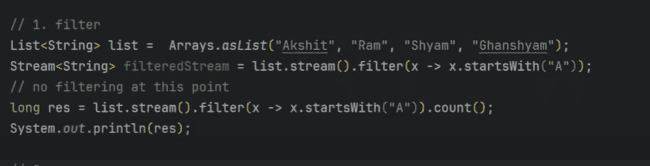 // 1. filter
List<String> list =  Arrays.asList("Akshit", "Ram", "Shyam", "Ghanshyam");
Stream<String> filteredStream = list.stream().filter(x -> x.startsWith("A"));
// no filtering at this point
long res = list.stream().filter(x -> x.startsWith("A")).count();
System.out.println(res);